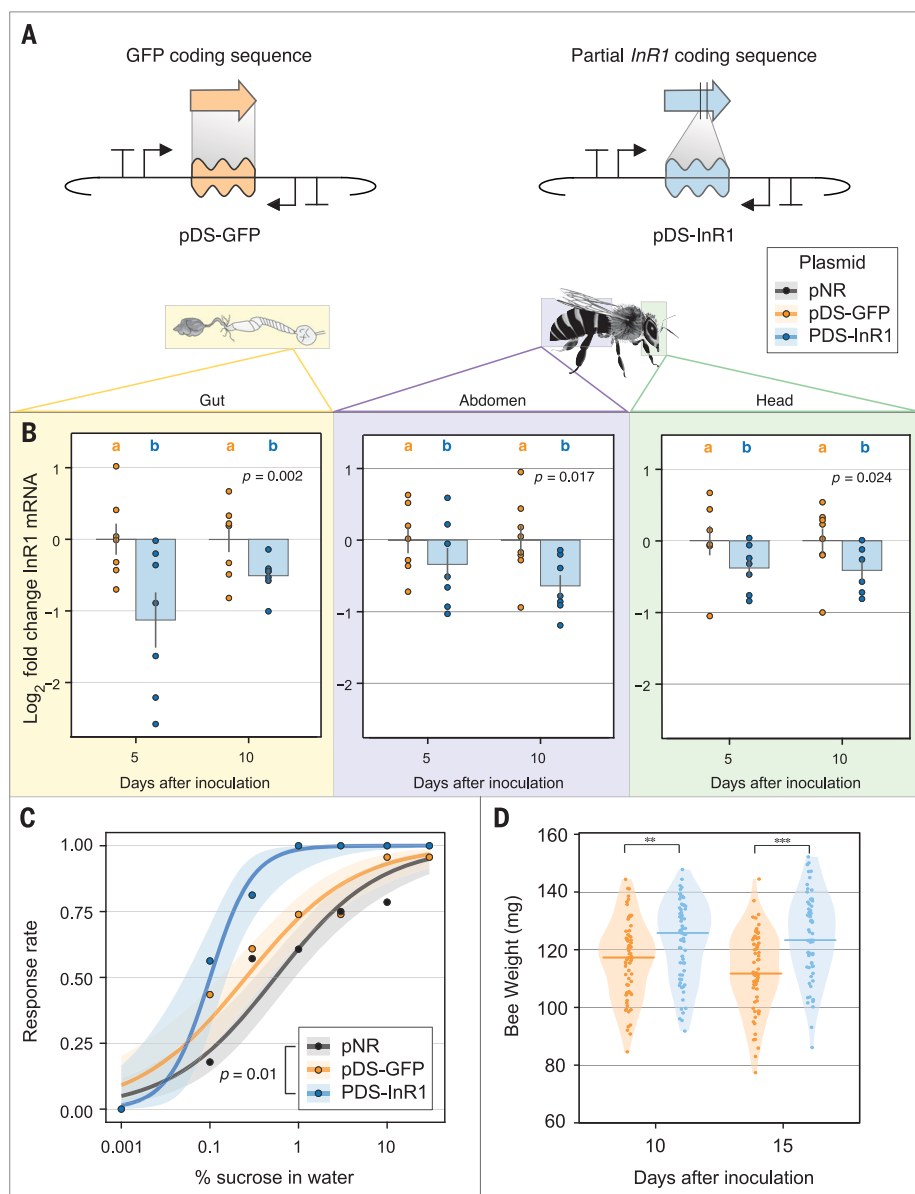 A
GFP coding sequence
Partial InR1 coding sequence
pDS-GFP
pDS-InR1
Plasmid
pNR
pDS-GFP
PDS-InR1
Gut
Abdomen
Head
B
a b a b
a b a b
a b a b
p = 0.002
p = 0.017
p = 0.024
Log2 fold change InR1 mRNA
1
0
−1
−2
1
0
−1
−2
1
0
−1
−2
5 10
5 10
5 10
Days after inoculation
Days after inoculation
Days after inoculation
C
Response rate
1.00
0.75
0.50
0.25
0.00
p = 0.01
pNR
pDS-GFP
PDS-InR1
0.001 0.1 1 10
% sucrose in water
D
Bee Weight (mg)
160
140
120
100
80
60
** ***
10 15
Days after inoculation